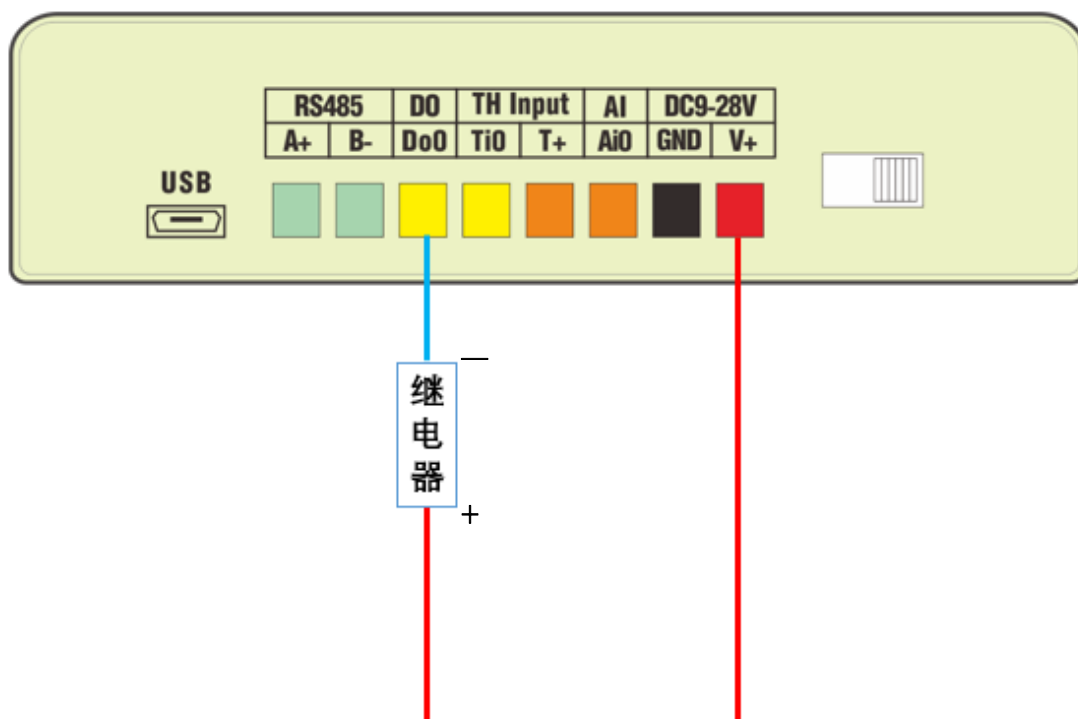 RS485 DO TH Input AI DC9-28V
A+ B- Do0 Ti0 T+ Ai0 GND V+
USB
—
继
电
器
+